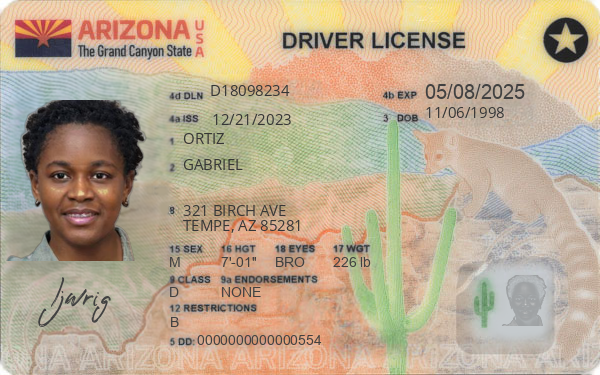 ARIZONA USA
The Grand Canyon State
DRIVER LICENSE
4d DLN D18098234
4b EXP 05/08/2025
4a ISS 12/21/2023
3 DOB 11/06/1998
1 ORTIZ
2 GABRIEL
8 321 BIRCH AVE
TEMPE, AZ 85281
15 SEX 16 HGT 18 EYES 17 WGT
M 7'-01" BRO 226 lb
9 CLASS 9a ENDORSEMENTS
D NONE
12 RESTRICTIONS
B
5 DD: 0000000000000554
ARIZONA ARIZONA ARIZONA ARIZONA